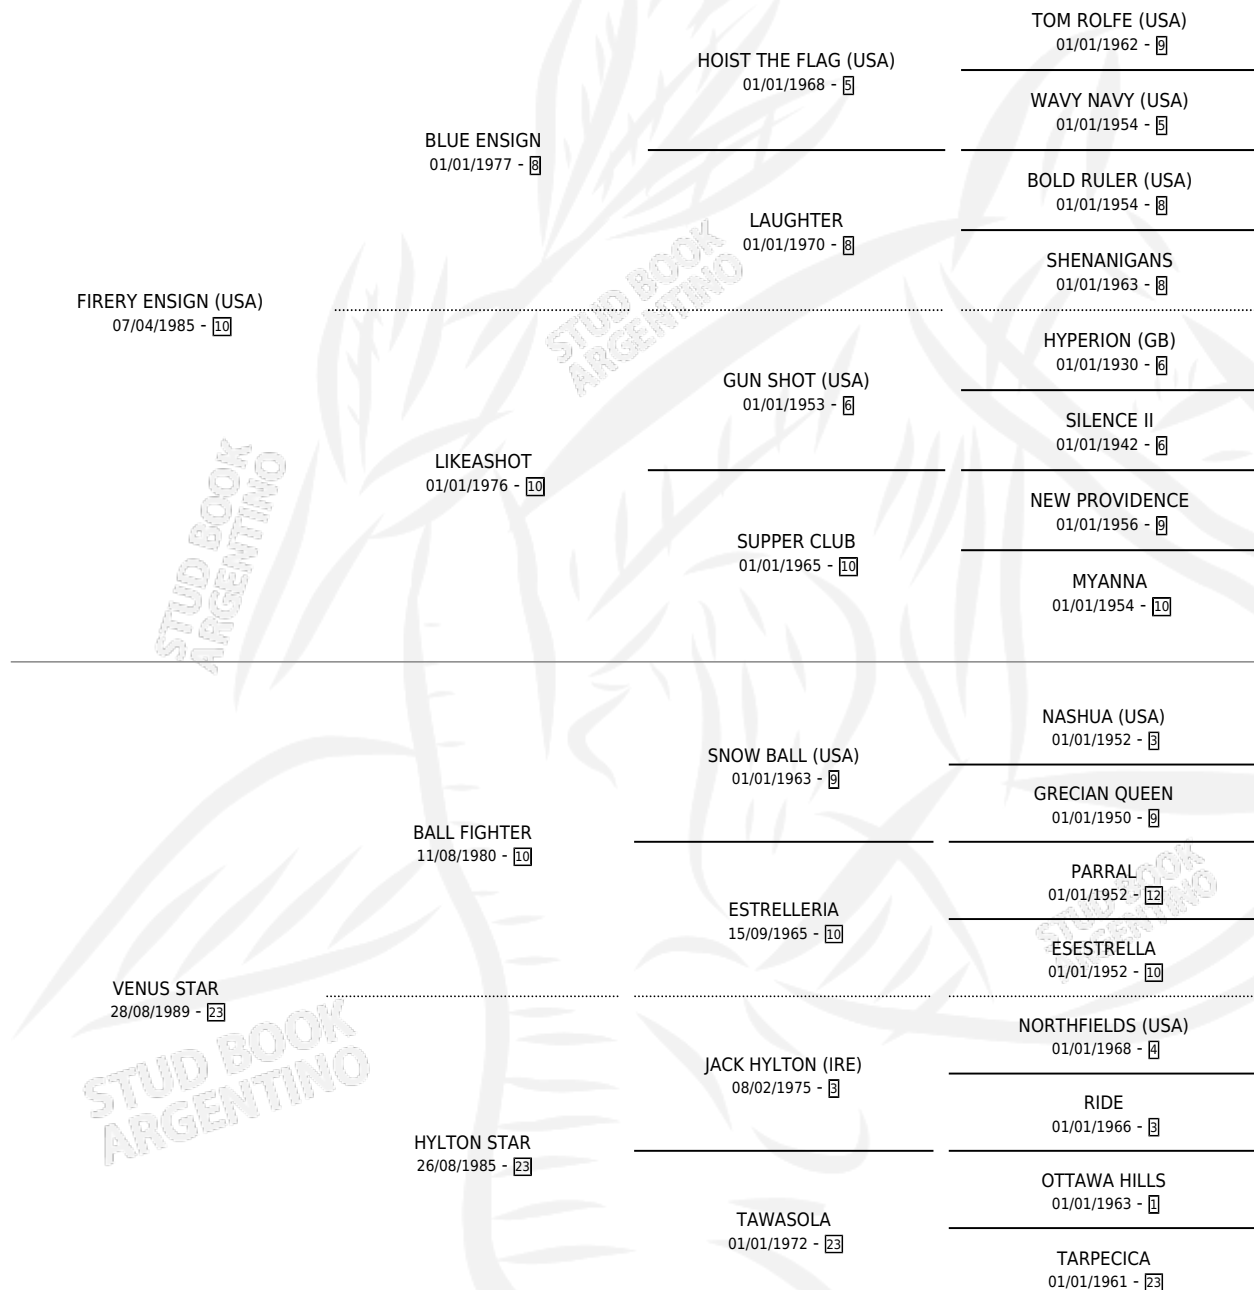 TOM ROLFE (USA)
01/01/1962 - 9
HOIST THE FLAG (USA)
01/01/1968 - 5
WAVY NAVY (USA)
01/01/1954 - 5
BLUE ENSIGN
01/01/1977 - 8
BOLD RULER (USA)
01/01/1954 - 8
LAUGHTER
01/01/1970 - 8
SHENANIGANS
01/01/1963 - 8
FIRERY ENSIGN (USA)
07/04/1985 - 10
HYPERION (GB)
01/01/1930 - 6
GUN SHOT (USA)
01/01/1953 - 6
SILENCE II
01/01/1942 - 6
LIKEASHOT
01/01/1976 - 10
NEW PROVIDENCE
01/01/1956 - 9
SUPPER CLUB
01/01/1965 - 10
MYANNA
01/01/1954 - 10
NASHUA (USA)
01/01/1952 - 3
SNOW BALL (USA)
01/01/1963 - 9
GRECIAN QUEEN
01/01/1950 - 9
BALL FIGHTER
11/08/1980 - 10
PARRAL
01/01/1952 - 12
ESTRELLERIA
15/09/1965 - 10
ESESTRELLA
01/01/1952 - 10
VENUS STAR
28/08/1989 - 23
NORTHFIELDS (USA)
01/01/1968 - 4
JACK HYLTON (IRE)
08/02/1975 - 3
RIDE
01/01/1966 - 3
HYLTON STAR
26/08/1985 - 23
OTTAWA HILLS
01/01/1963 - 1
TAWASOLA
01/01/1972 - 23
TARPECICA
01/01/1961 - 23
STUD BOOK
ARGENTINO
STUD BOOK
ARGENTINO
STUD BOOK
ARGENTINO
STUD BOOK
ARGENTINO